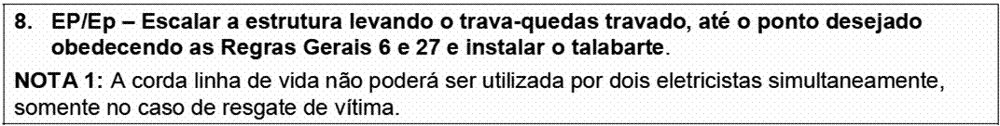 8. EP/Ep – Escalar a estrutura levando o trava-quedas travado, até o ponto desejado
obedecendo as Regras Gerais 6 e 27 e instalar o talabarte.
NOTA 1: A corda linha de vida não poderá ser utilizada por dois eletricistas simultaneamente,
somente no caso de resgate de vítima.